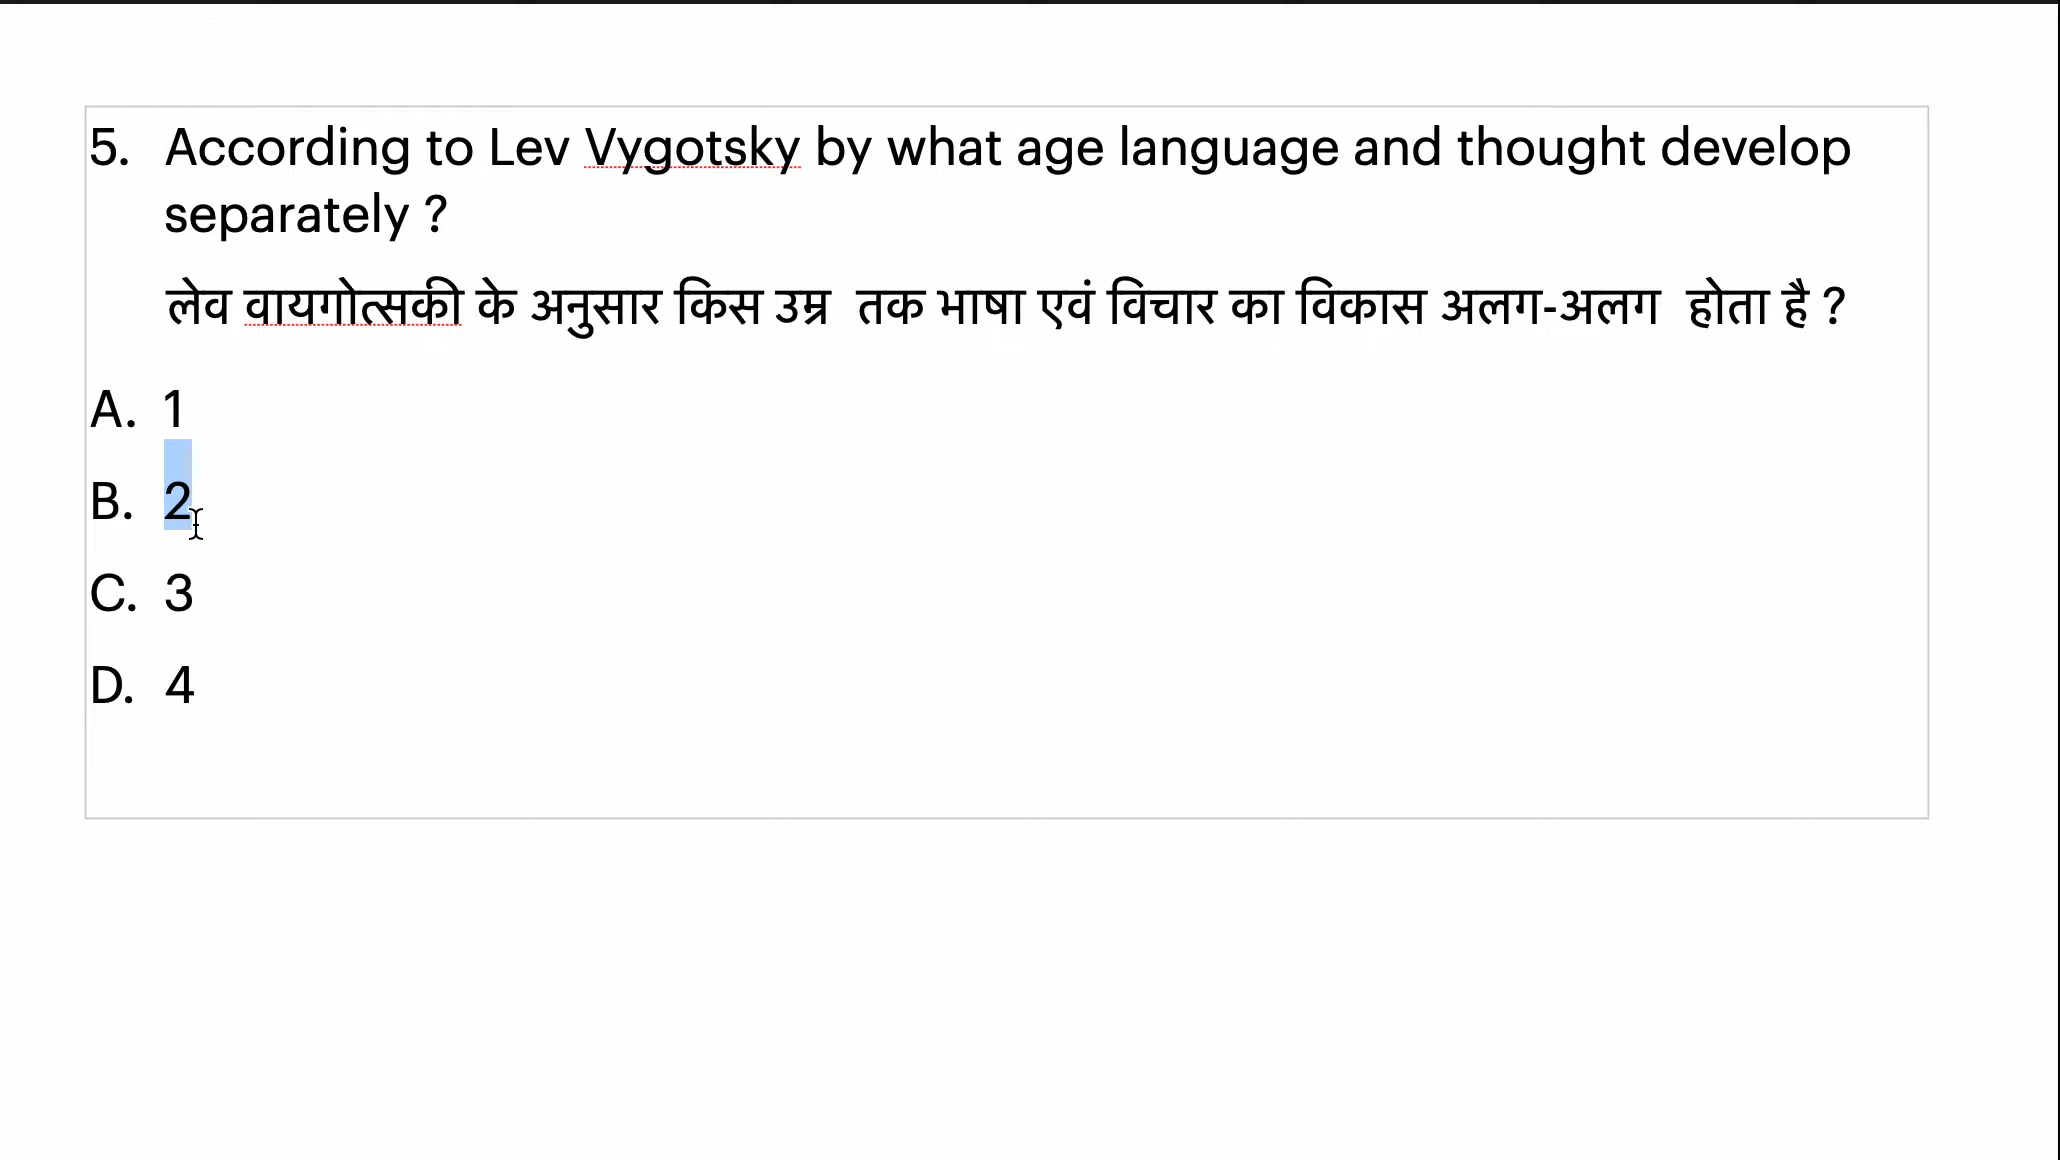 5. According to Lev Vygotsky by what age language and thought develop
separately ?
लेव वायगोत्सकी के अनुसार किस उम्र तक भाषा एवं विचार का विकास अलग-अलग होता है ?
A. 1
B. 2
C. 3
D. 4